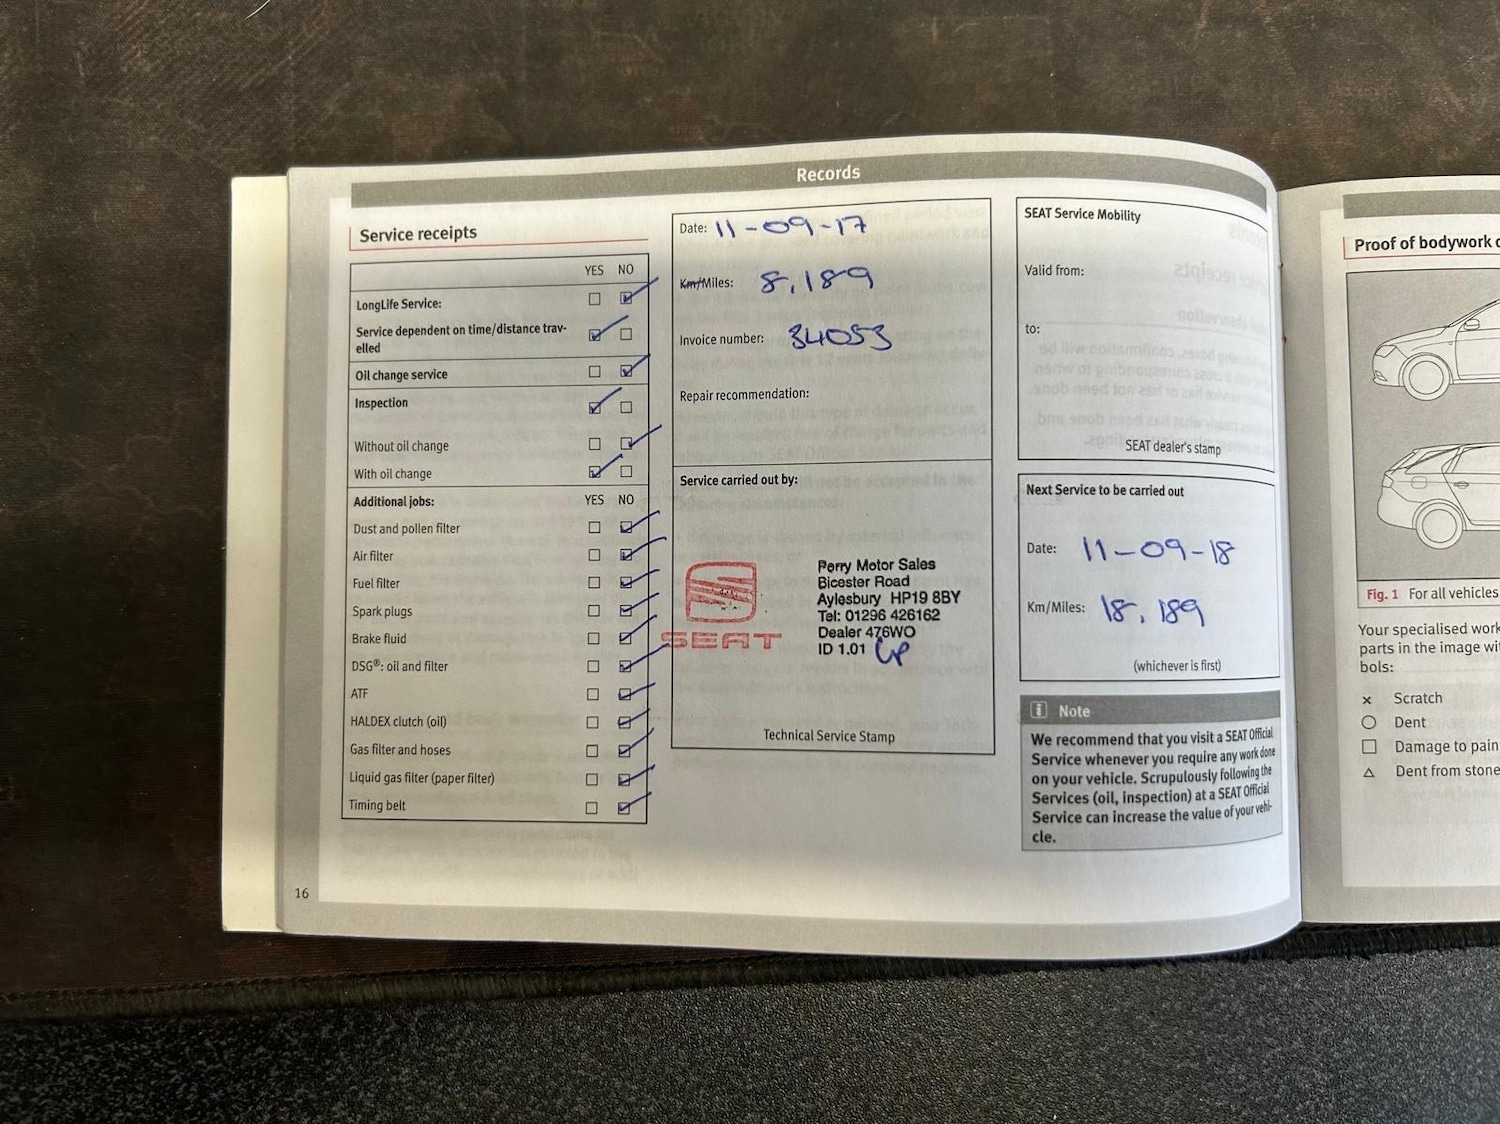 Records
Service receipts
YES NO
LongLife Service:
Service dependent on time/distance trav-
elled
Oil change service
Inspection
Without oil change
With oil change
Additional jobs: YES NO
Dust and pollen filter
Air filter
Fuel filter
Spark plugs
Brake fluid
DSG®: oil and filter
ATF
HALDEX clutch (oil)
Gas filter and hoses
Liquid gas filter (paper filter)
Timing belt
16
Date: 11-09-17
Km/Miles: 8,189
Invoice number: 34053
Repair recommendation:
Service carried out by:
SEAT
Perry Motor Sales
Bicester Road
Aylesbury HP19 8BY
Tel: 01296 426162
Dealer 476WO
ID 1.01
Technical Service Stamp
SEAT Service Mobility
Valid from:
to:
SEAT dealer's stamp
Next Service to be carried out
Date: 11-09-18
Km/Miles: 18,189
(whichever is first)
i Note
We recommend that you visit a SEAT Official
Service whenever you require any work done
on your vehicle. Scrupulously following the
Services (oil, inspection) at a SEAT Official
Service can increase the value of your vehi-
cle.
Proof of bodywork
Fig. 1 For all vehicles
Your specialised work
parts in the image
bols:
Scratch
Dent
Damage to
Dent from stone